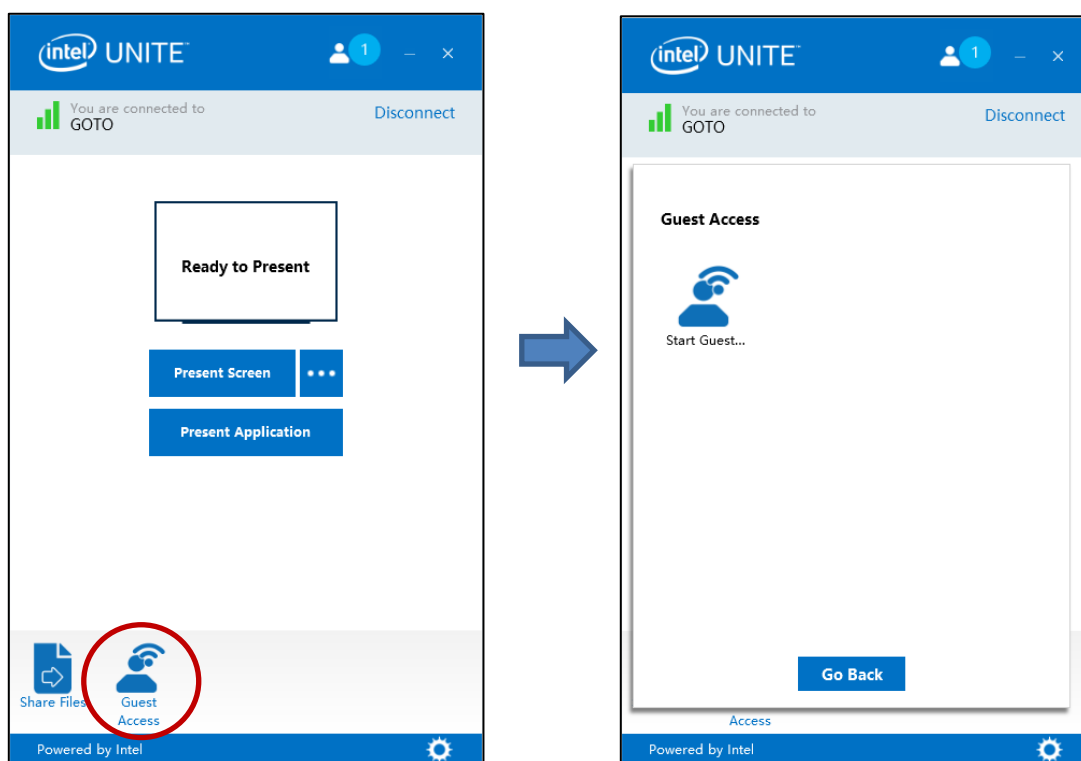 intel UNITE™ 1
You are connected to
GOTO
Disconnect
Ready to Present
Present Screen
Present Application
Share Files
Guest
Access
Powered by Intel
intel UNITE™ 1
You are connected to
GOTO
Disconnect
Guest Access
Start Guest...
Go Back
Access
Powered by Intel